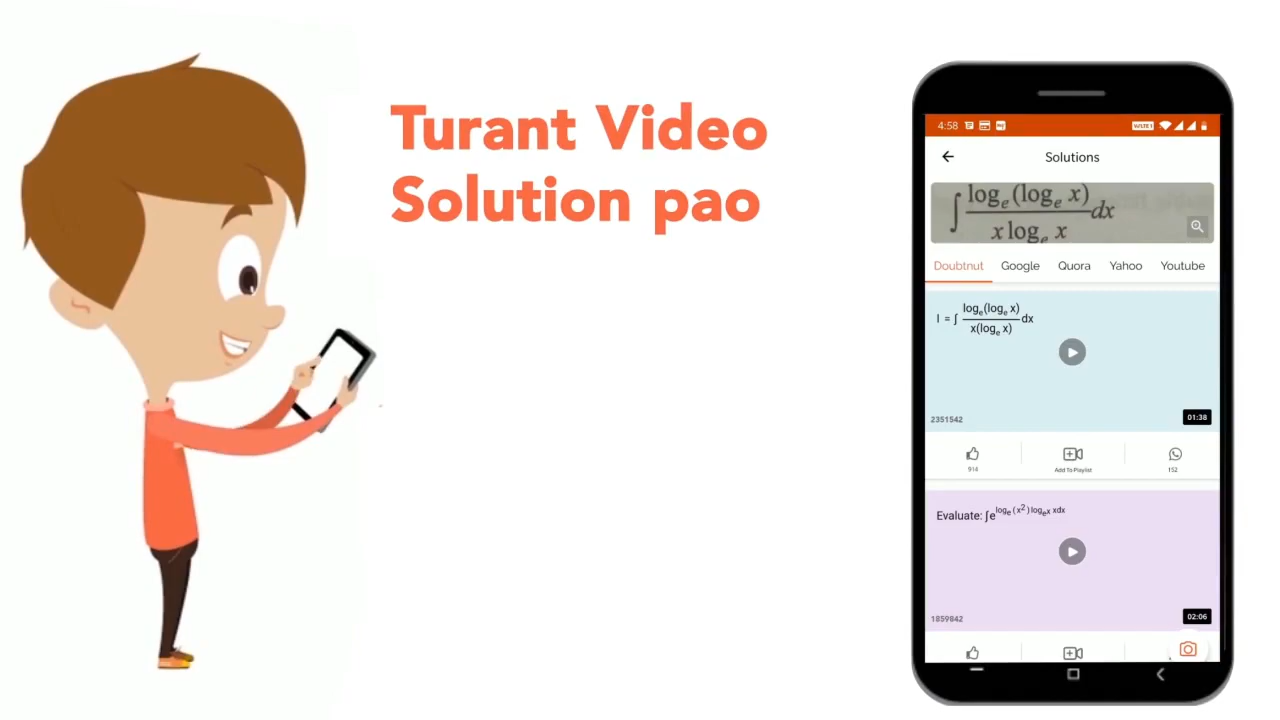 Turant Video
Solution pao
4:58
VoLTE1
Solutions
∫ logₑ(logₑ x) / x logₑ x dx
Doubtnut Google Quora Yahoo Youtube
I = ∫ logₑ(logₑ x) / x(logₑ x) dx
2351542 01:38
914 Add To Playlist 152
Evaluate: ∫e^logₑ(x²)logₑx xdx
1859842 02:06